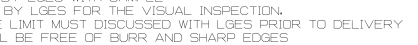 BY LGES FOR THE VISUAL INSPECTION.
LIMIT MUST DISCUSSED WITH LGES PRIOR TO DELIVERY
BE FREE OF BURR AND SHARP EDGES